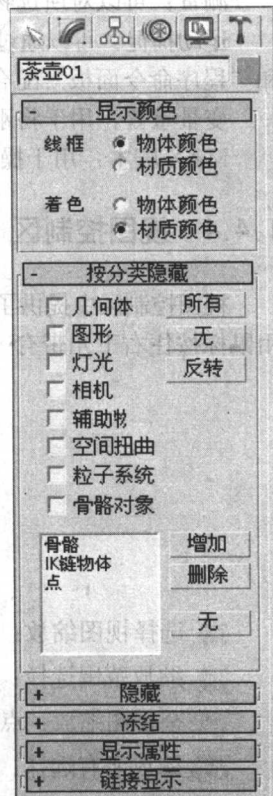 茶壶01
- 显示颜色
线框 物体颜色
材质颜色
着色 物体颜色
材质颜色
- 按分类隐藏
几何体 所有
图形 无
灯光 反转
相机
辅助物
空间扭曲
粒子系统
骨骼对象
骨骼 增加
IK链物体 删除
点
无
+ 隐藏
+ 冻结
+ 显示属性
+ 链接显示